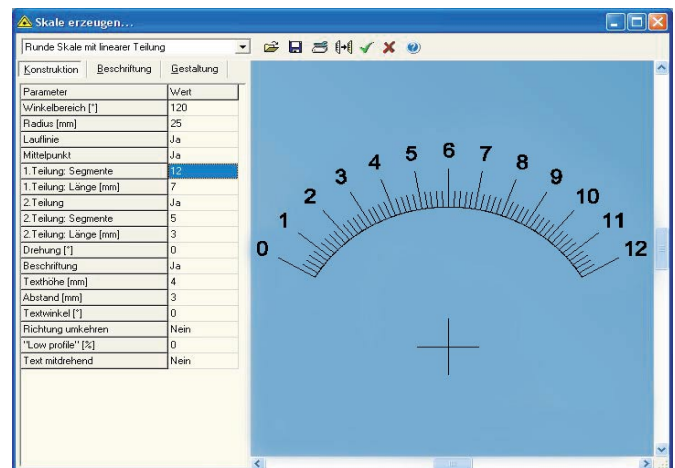 Skale erzeugen...
Runde Skale mit linearer Teilung
Konstruktion Beschriftung Gestaltung
Parameter Wert
Winkelbereich [°] 120
Radius [mm] 25
Lauflinie Ja
Mittelpunkt Ja
1.Teilung: Segmente 12
1.Teilung: Länge [mm] 7
2.Teilung Ja
2.Teilung: Segmente 5
2.Teilung: Länge [mm] 3
Drehung [°] 0
Beschriftung Ja
Texthöhe [mm] 4
Abstand [mm] 3
Textwinkel [°] 0
Richtung umkehren Nein
"Low profile" [%] 0
Text mitdrehend Nein
0 1 2 3 4 5 6 7 8 9 10 11 12